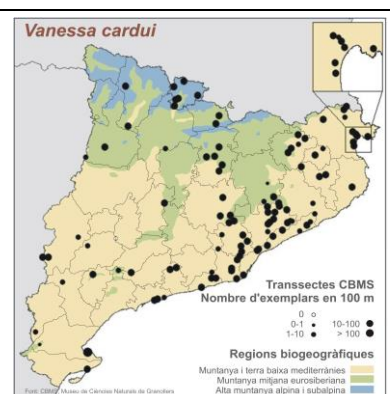 Vanessa cardui
Transsectes CBMS
Nombre d'exemplars en 100 m
0
0-1 10-100
1-10 > 100
Regions biogeogràfiques
Muntanya i terra baixa mediterrànies
Muntanya mitjana eurosiberiana
Alta muntanya alpina i subalpina
Font: CBMS, Museu de Ciències Naturals de Granollers